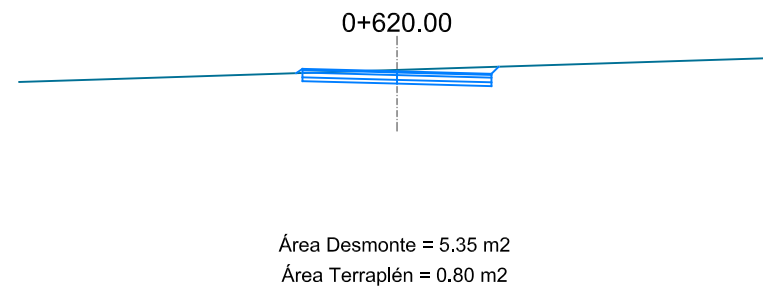 0+620.00
Área Desmonte = 5.35 m2
Área Terraplén = 0.80 m2